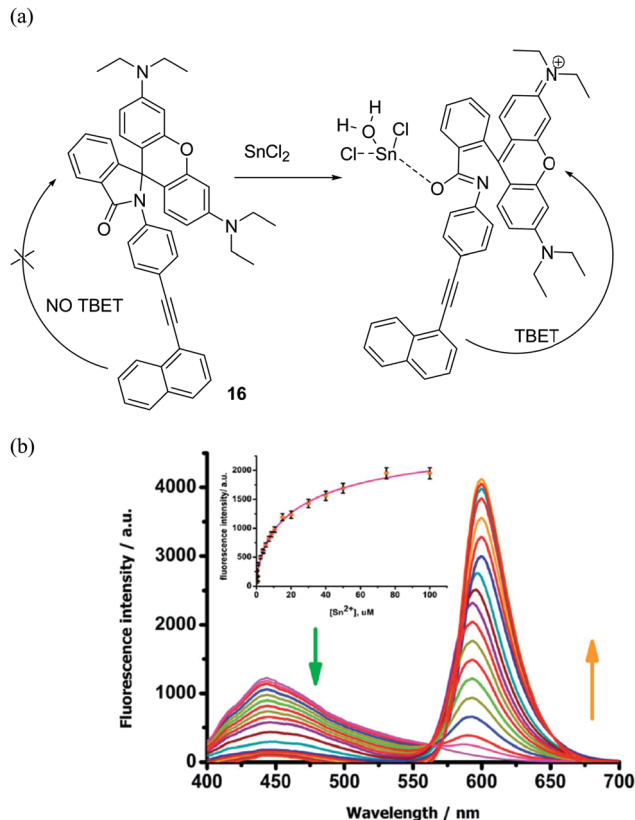 (a)
N
N
O
N
O
N
NO TBET
16
SnCl2
H
H
O
Cl
Cl
Sn
O
N
N
⊕
O
N
TBET
(b)
Fluorescence intensity / a.u.
4000
3000
2000
1000
0
400
450
500
550
600
650
700
Wavelength / nm
fluorescence intensity/ a.u.
2000
1500
1000
500
0
0
20
40
60
80
100
[Sn2+], uM